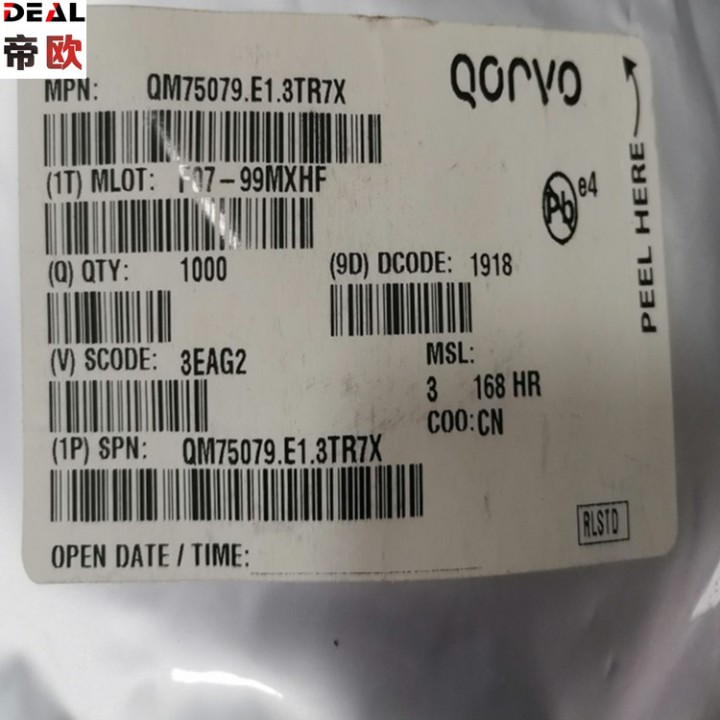 DEAL
帝欧
Qorvo
MPN: QM75079.E1.3TR7X
(1T) MLOT: F07-99MXHF
Pb e4
PEEL HERE
(Q) QTY: 1000
(9D) DCODE: 1918
(V) SCODE: 3EAG2
MSL:
3 168 HR
COO:CN
(1P) SPN: QM75079.E1.3TR7X
RLSTD
OPEN DATE / TIME: